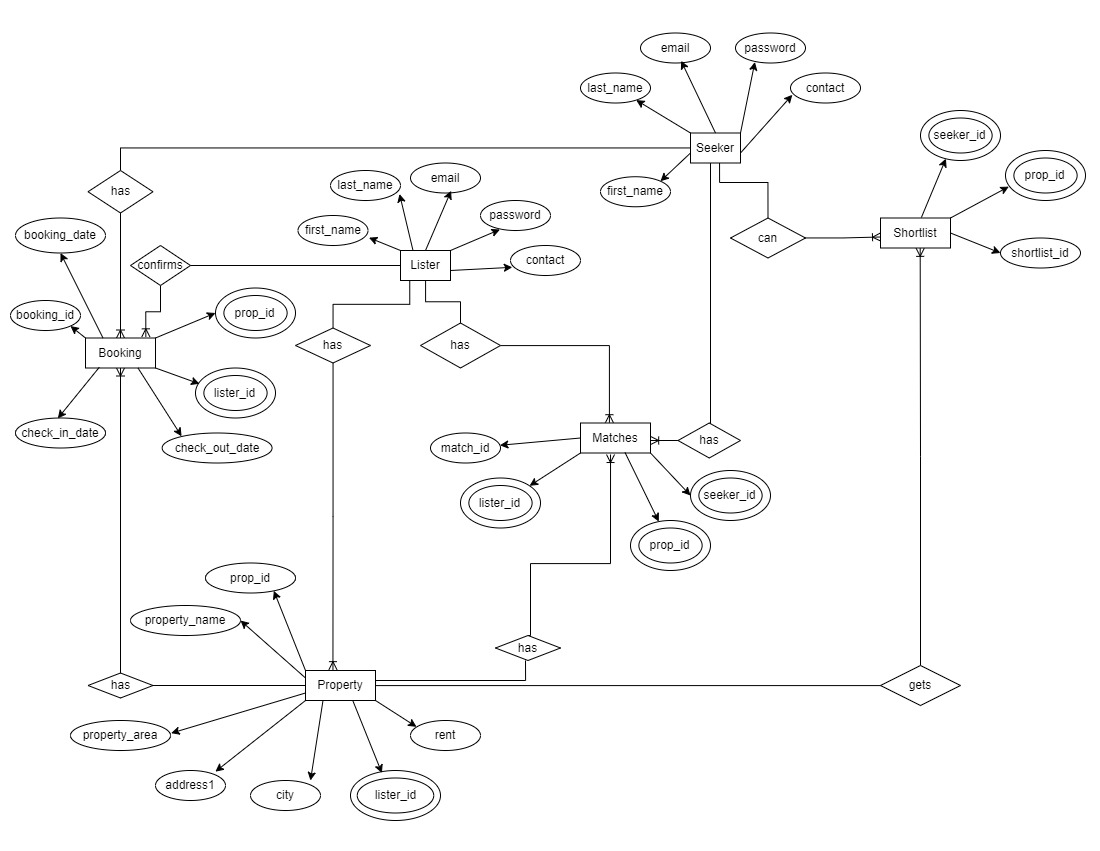 email
password
last_name
contact
Seeker
first_name
seeker_id
prop_id
Shortlist
shortlist_id
can
has
last_name
email
first_name
password
Lister
contact
confirms
booking_date
booking_id
prop_id
Booking
lister_id
check_in_date
check_out_date
has
has
Matches
has
match_id
lister_id
seeker_id
prop_id
prop_id
property_name
has
has
Property
gets
property_area
rent
address1
city
lister_id